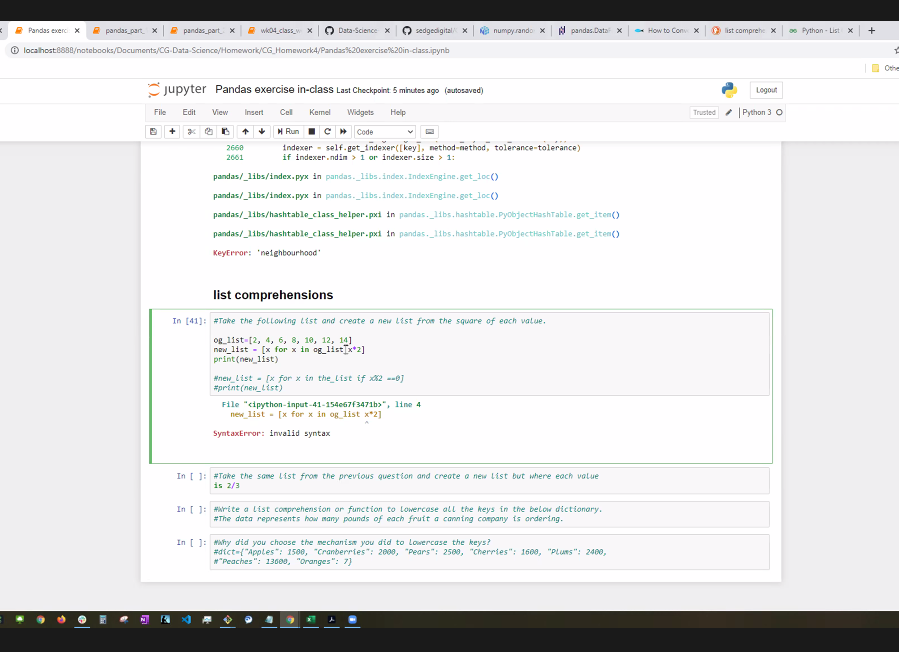 Pandas exerc
pandas_part_
pandas_part_
wk04_class_w
Data-Science
sedgedigital/
numpy.rando
pandas.DataF
How to Conv
list comprehe
Python - List
localhost:8888/notebooks/Documents/CG-Data-Science/Homework/CG_Homework4/Pandas%20exercise%20in-class.ipynb
Othe
jupyter Pandas exercise in-class Last Checkpoint: 5 minutes ago (autosaved)
Logout
File Edit View Insert Cell Kernel Widgets Help
Trusted Python 3
Run Code
2660 indexer = self.get_indexer([key], method=method, tolerance=tolerance)
2661 if indexer.ndim > 1 or indexer.size > 1:
pandas/_libs/index.pyx in pandas._libs.index.IndexEngine.get_loc()
pandas/_libs/index.pyx in pandas._libs.index.IndexEngine.get_loc()
pandas/_libs/hashtable_class_helper.pxi in pandas._libs.hashtable.PyObjectHashTable.get_item()
pandas/_libs/hashtable_class_helper.pxi in pandas._libs.hashtable.PyObjectHashTable.get_item()
KeyError: 'neighbourhood'
list comprehensions
In [41]: #Take the following list and create a new list from the square of each value.
og_list=[2, 4, 6, 8, 10, 12, 14]
new_list = [x for x in og_list x*2]
print(new_list)
#new_list = [x for x in the_list if x%2 ==0]
#print(new_list)
File "<ipython-input-41-154e67f3471b>", line 4
new_list = [x for x in og_list x*2]
^
SyntaxError: invalid syntax
In [ ]: #Take the same list from the previous question and create a new list but where each value
is 2/3
In [ ]: #Write a list comprehension or function to lowercase all the keys in the below dictionary.
#The data represents how many pounds of each fruit a canning company is ordering.
In [ ]: #Why did you choose the mechanism you did to lowercase the keys?
#dict={"Apples": 1500, "Cranberries": 2000, "Pears": 2500, "Cherries": 1600, "PLums": 2400,
#"Peaches": 13600, "Oranges": 7}